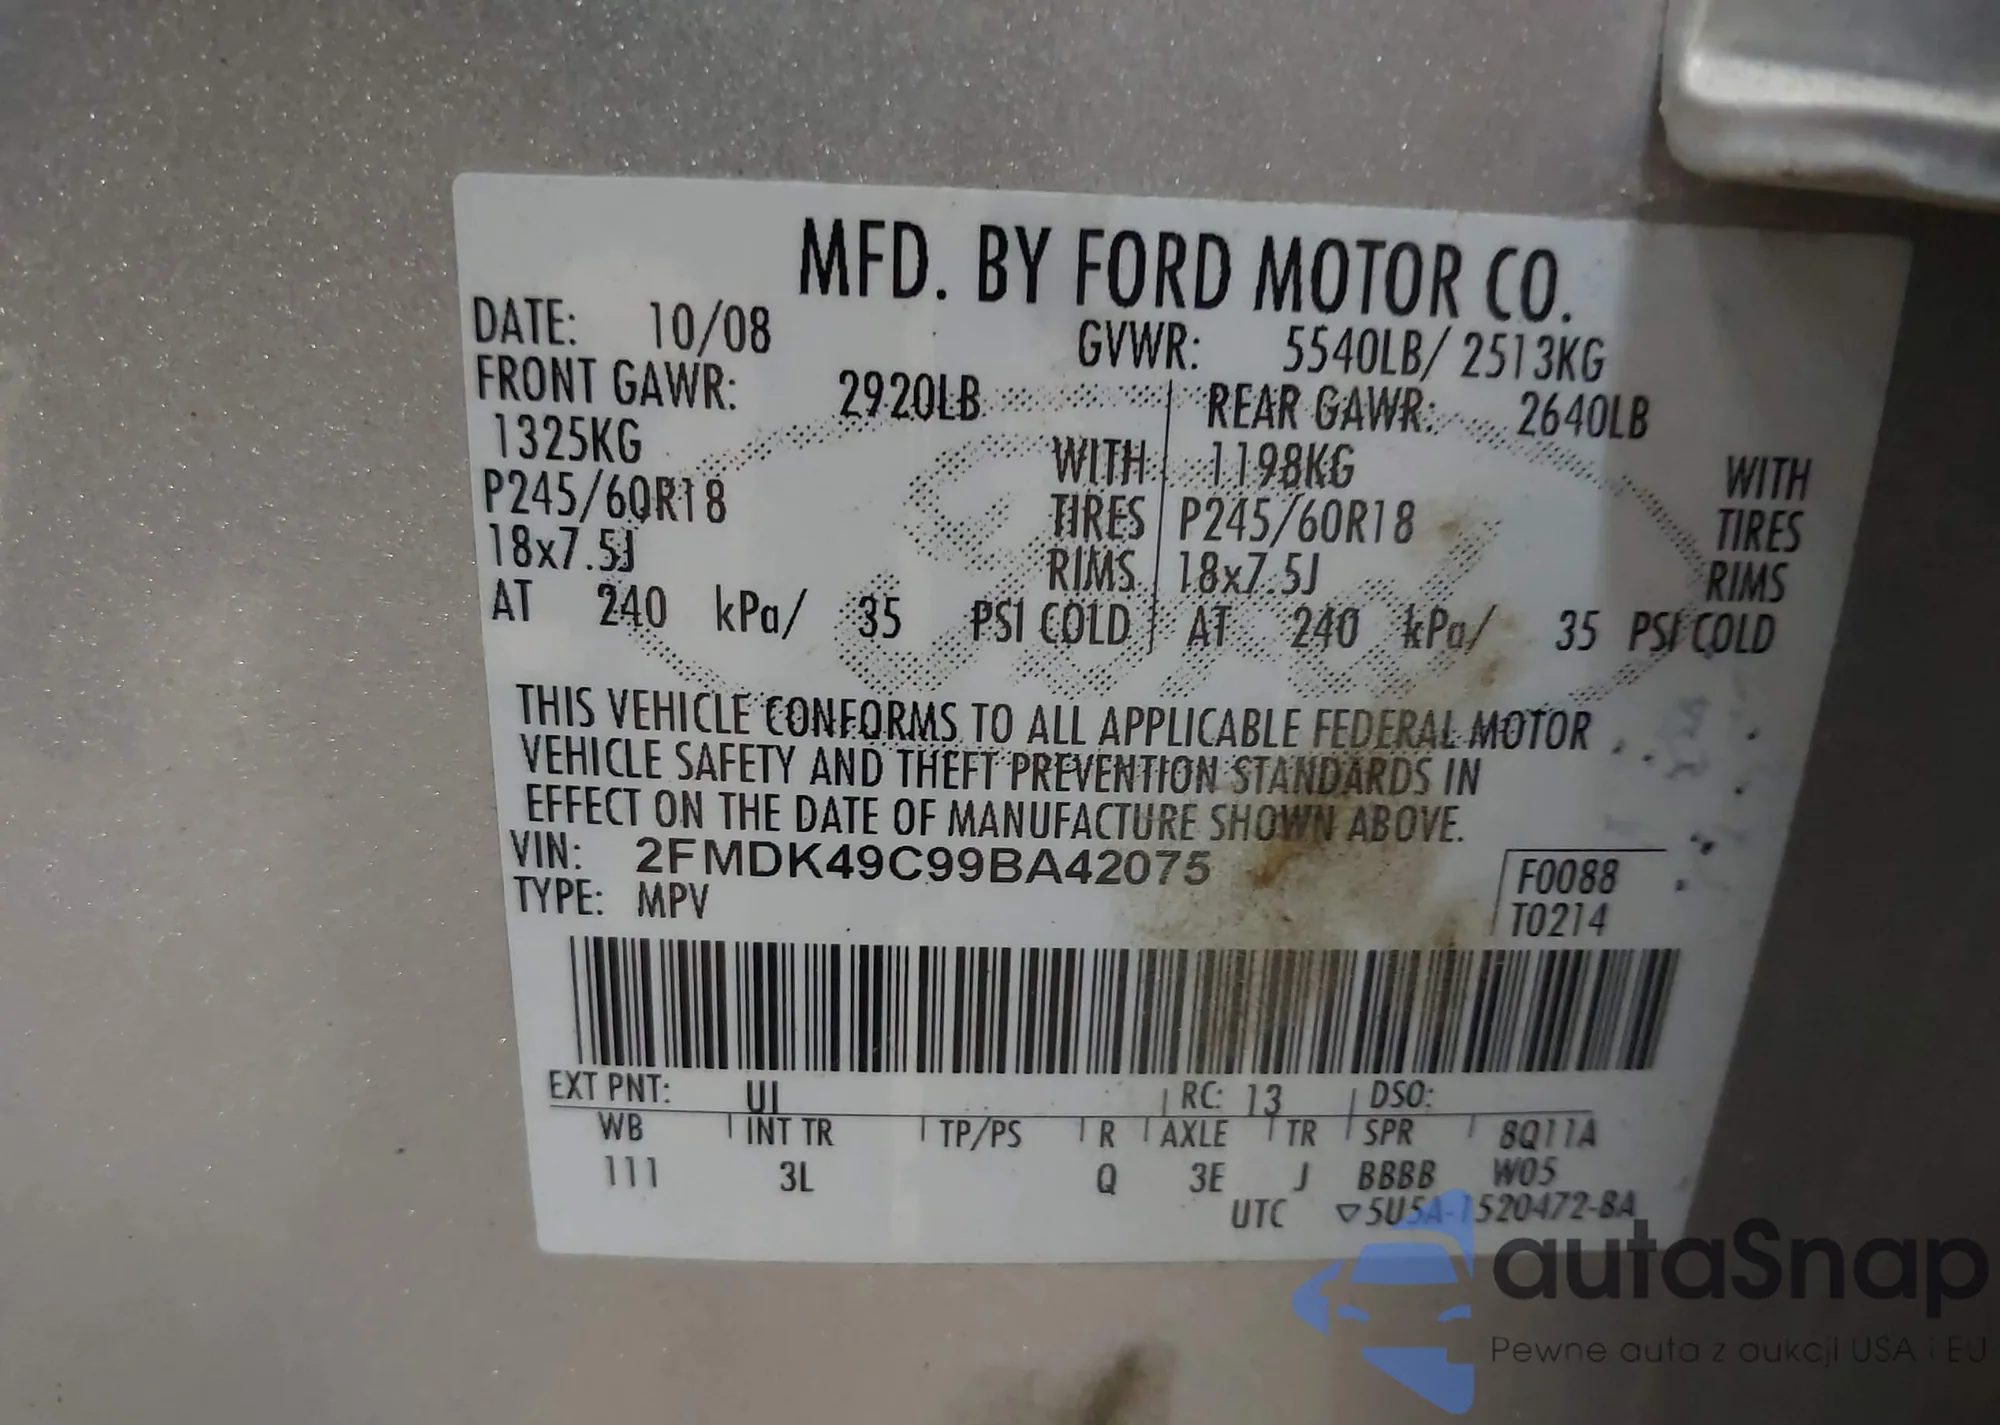 MFD. BY FORD MOTOR CO.
DATE: 10/08 GVWR: 5540LB/ 2513KG
FRONT GAWR: 2920LB REAR GAWR: 2640LB
1325KG WITH 1198KG WITH
P245/60R18 TIRES P245/60R18 TIRES
18x7.5J RIMS 18x7.5J RIMS
AT 240 kPa/ 35 PSI COLD AT 240 kPa/ 35 PSI COLD
THIS VEHICLE CONFORMS TO ALL APPLICABLE FEDERAL MOTOR
VEHICLE SAFETY AND THEFT PREVENTION STANDARDS IN
EFFECT ON THE DATE OF MANUFACTURE SHOWN ABOVE.
VIN: 2FMDK49C99BA42075
TYPE: MPV
F0088
T0214
EXT PNT: UI RC: 13 DSO:
WB INT TR TP/PS R AXLE TR SPR 8Q11A
111 3L Q 3E J BBBB W05
UTC ▽5U5A-1520472-BA
autaSnap
Pewne auta z aukcji USA i EU